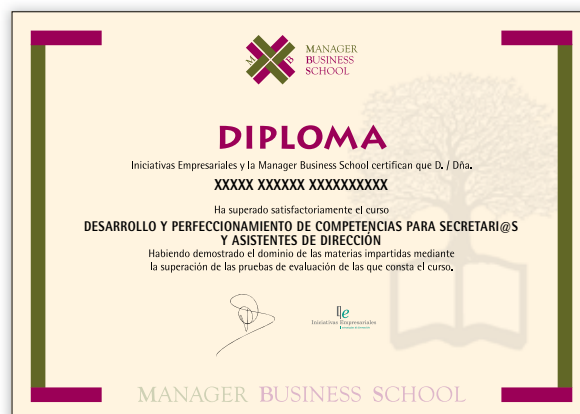 M B
MANAGER
BUSINESS
SCHOOL
DIPLOMA
Iniciativas Empresariales y la Manager Business School certifican que D. / Dña.
XXXXX XXXXXX XXXXXXXXXX
Ha superado satisfactoriamente el curso
DESARROLLO Y PERFECCIONAMIENTO DE COMPETENCIAS PARA SECRETARI@S
Y ASISTENTES DE DIRECCIÓN
Habiendo demostrado el dominio de las materias impartidas mediante
la superación de las pruebas de evaluación de las que consta el curso.
Iniciativas Empresariales
MANAGER BUSINESS SCHOOL